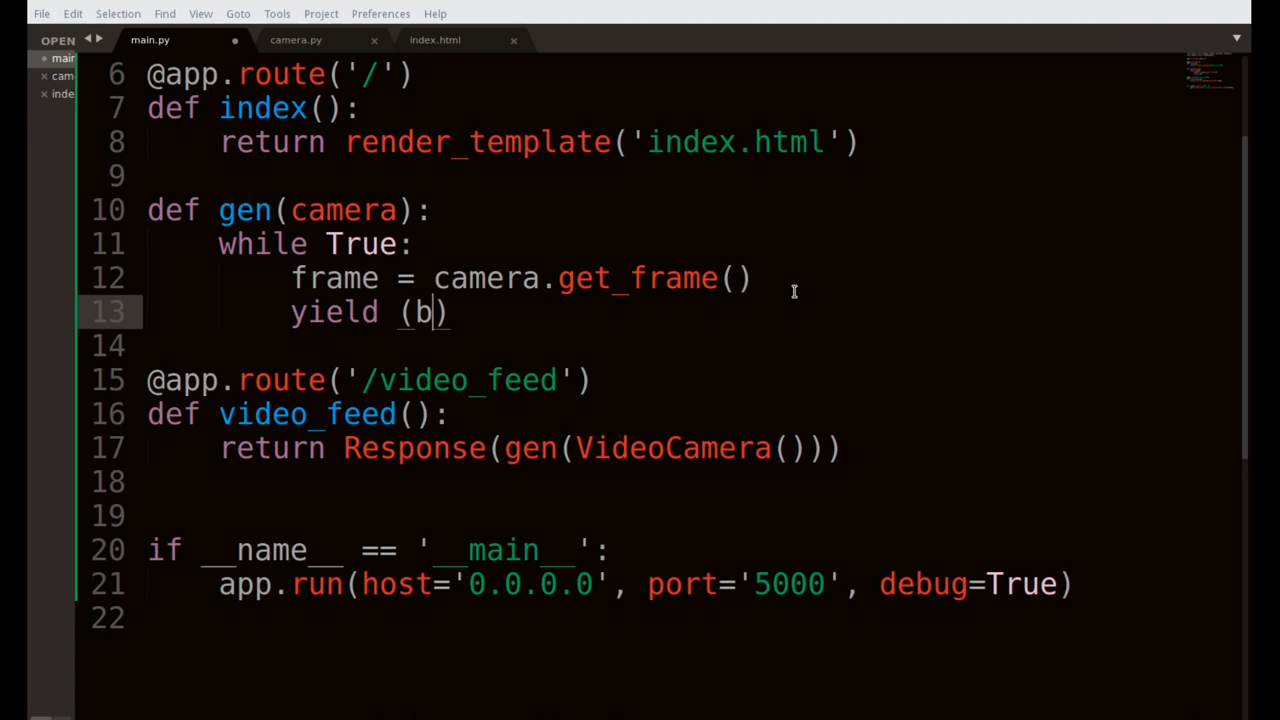 File Edit Selection Find View Goto Tools Project Preferences Help
OPEN main.py camera.py index.html
main
cam
inde
6 @app.route('/')
7 def index():
8 return render_template('index.html')
9
10 def gen(camera):
11 while True:
12 frame = camera.get_frame()
13 yield (b)
14
15 @app.route('/video_feed')
16 def video_feed():
17 return Response(gen(VideoCamera()))
18
19
20 if __name__ == '__main__':
21 app.run(host='0.0.0.0', port='5000', debug=True)
22